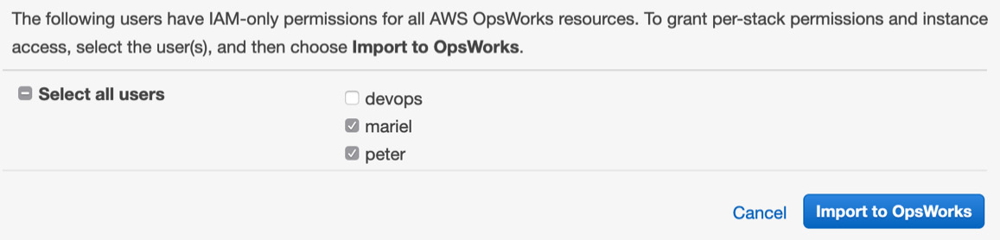 The following users have IAM-only permissions for all AWS OpsWorks resources. To grant per-stack permissions and instance
access, select the user(s), and then choose Import to OpsWorks.
Select all users
devops
mariel
peter
Cancel
Import to OpsWorks